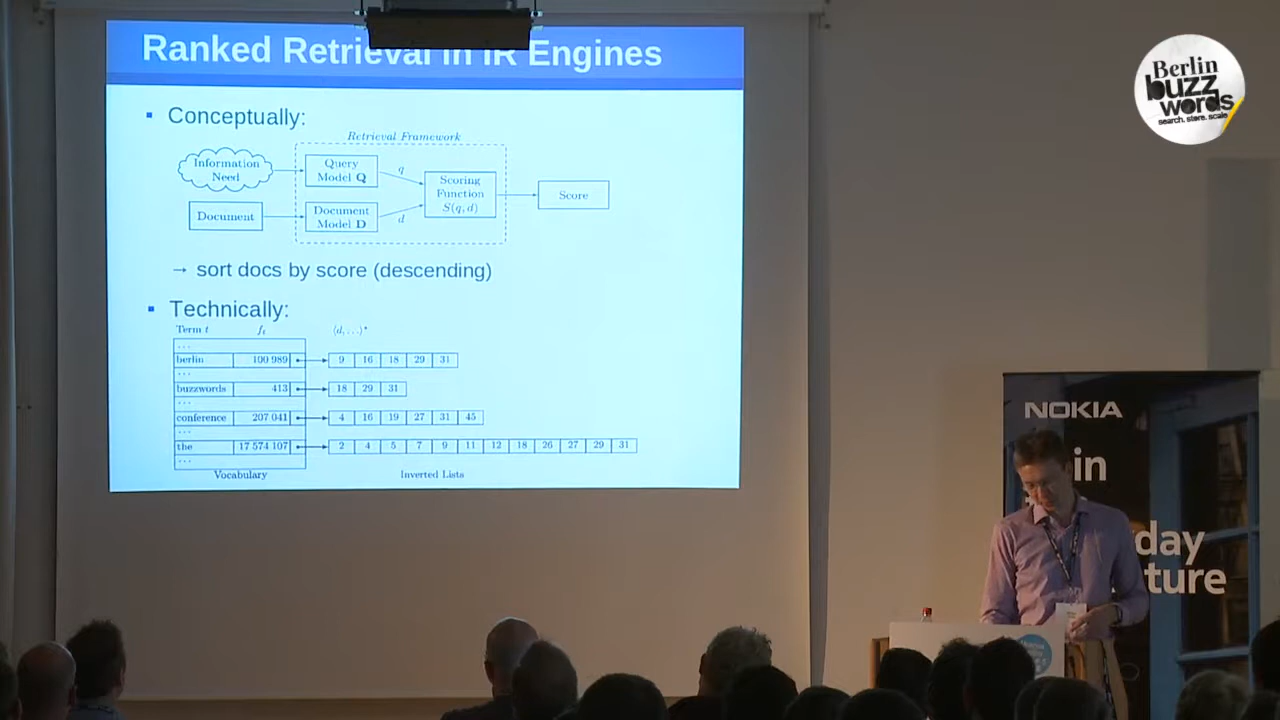 Ranked Retrieval in IR Engines
Conceptually:
Retrieval Framework
Information Need
Query Model Q
q
Scoring Function S(q, d)
Score
Document
Document Model D
d
→ sort docs by score (descending)
Technically:
Term t f_t ⟨d, …⟩*
...
berlin 100 989 9 16 18 29 31
...
buzzwords 413 18 29 31
...
conference 207 041 4 16 19 27 31 45
...
the 17 574 107 2 4 5 7 9 11 12 18 26 27 29 31
...
Vocabulary Inverted Lists
Berlin
buzz
words
search. store. scale
NOKIA
in
day
ture